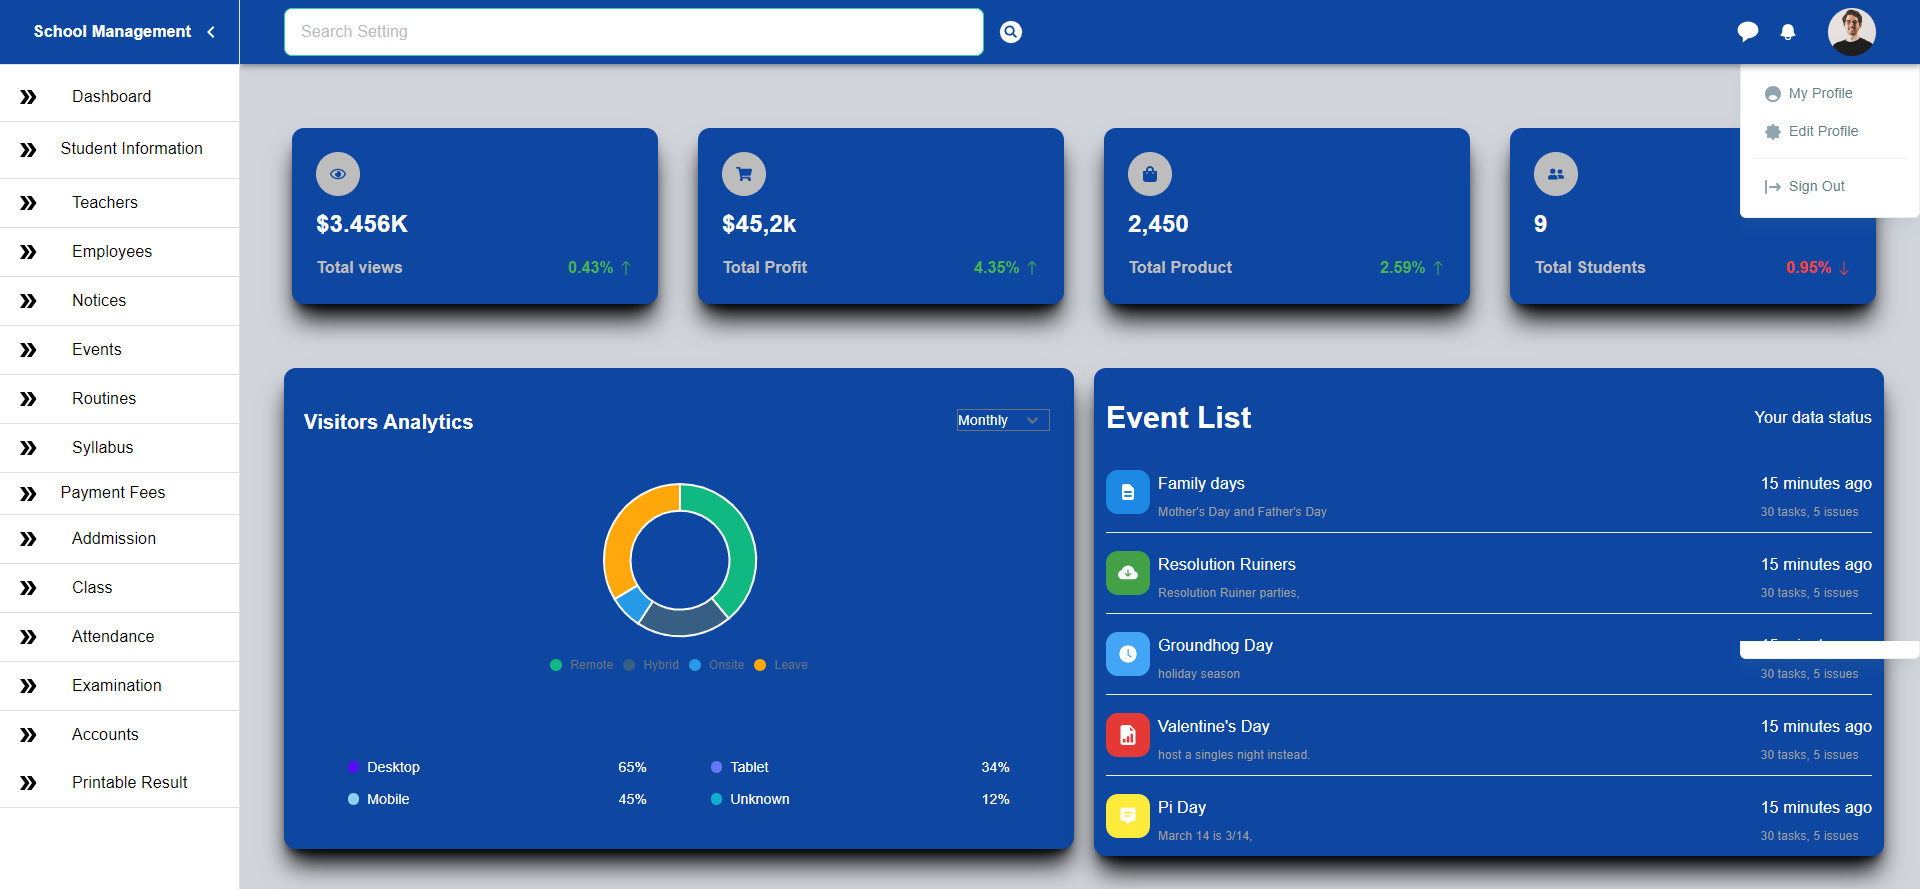 School Management
Search Setting
My Profile
Edit Profile
Sign Out
Dashboard
Student Information
Teachers
Employees
Notices
Events
Routines
Syllabus
Payment Fees
Addmission
Class
Attendance
Examination
Accounts
Printable Result
$3.456K
Total views 0.43%
$45,2k
Total Profit 4.35%
2,450
Total Product 2.59%
9
Total Students 0.95%
Visitors Analytics Monthly
Remote Hybrid Onsite Leave
Desktop 65% Tablet 34%
Mobile 45% Unknown 12%
Event List Your data status
Family days 15 minutes ago
Mother's Day and Father's Day 30 tasks, 5 issues
Resolution Ruiners 15 minutes ago
Resolution Ruiner parties, 30 tasks, 5 issues
Groundhog Day
holiday season 30 tasks, 5 issues
Valentine's Day 15 minutes ago
host a singles night instead. 30 tasks, 5 issues
Pi Day 15 minutes ago
March 14 is 3/14, 30 tasks, 5 issues